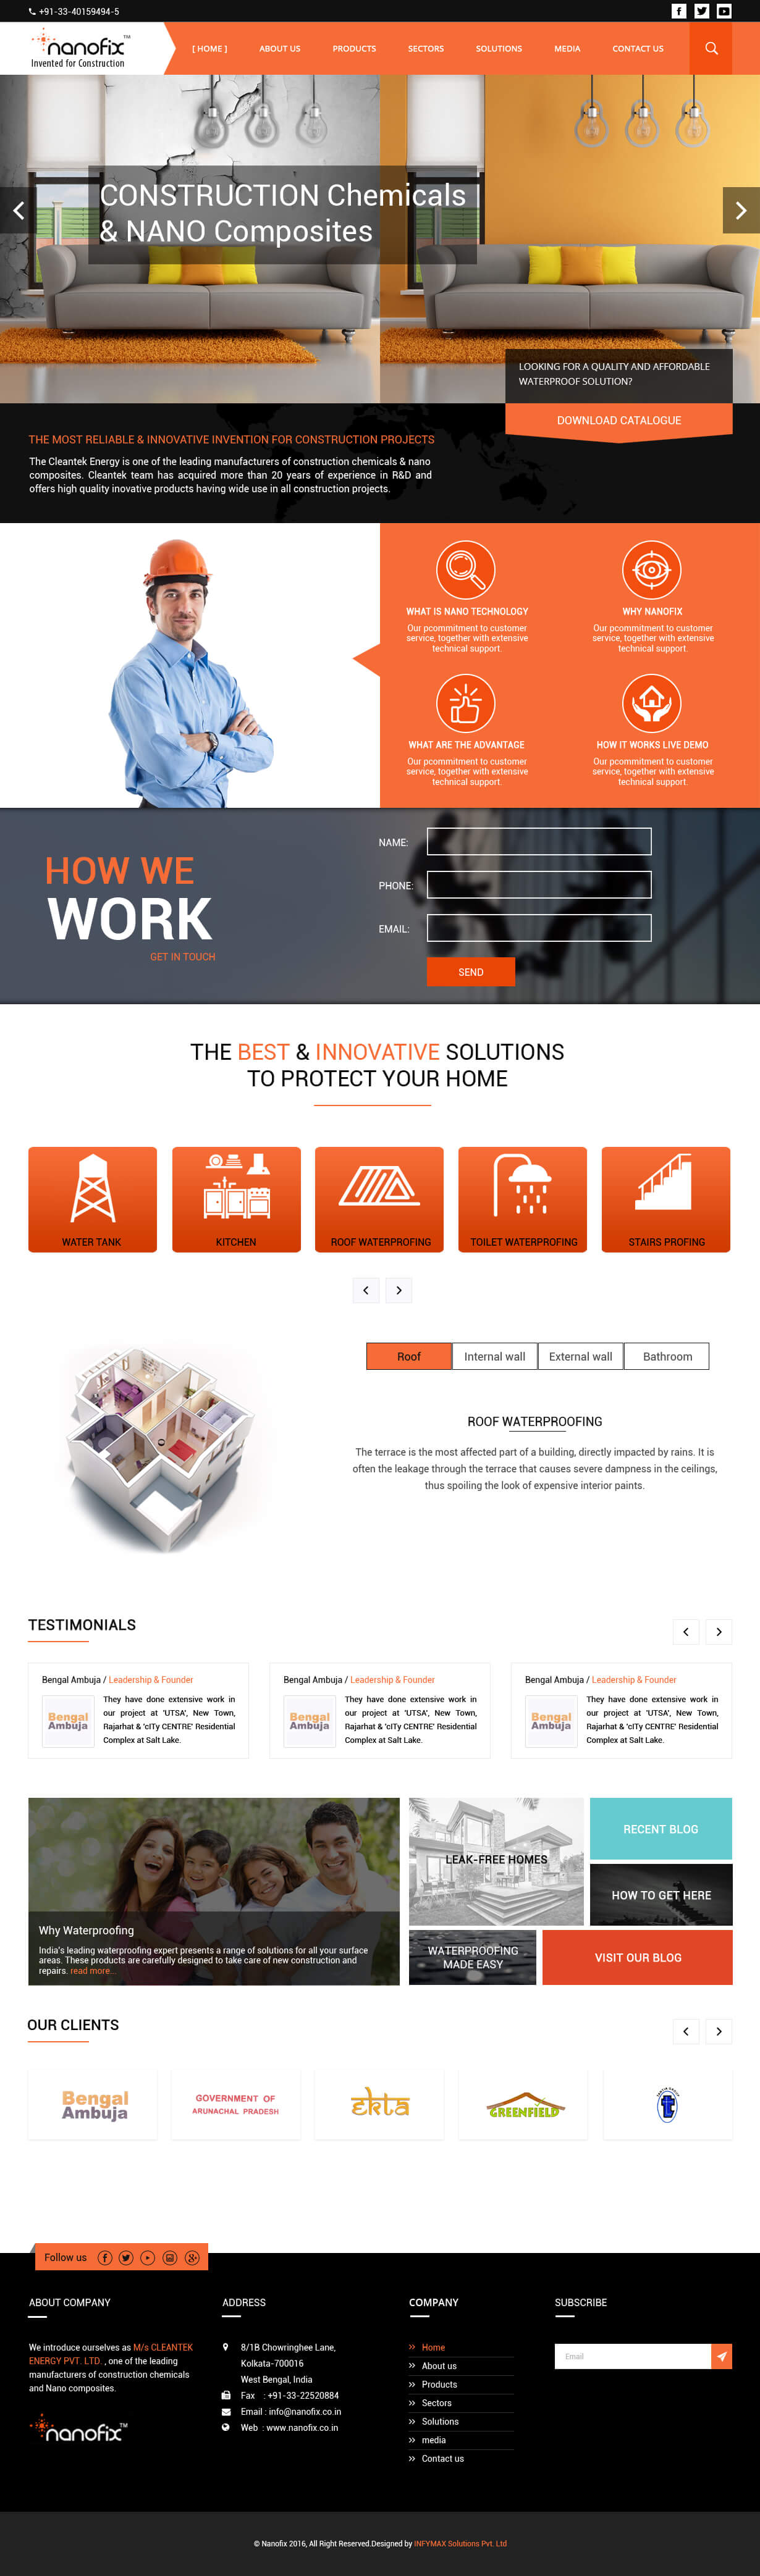 +91-33-40159494-5
nanofix™
Invented for Construction
[ HOME ]
ABOUT US
PRODUCTS
SECTORS
SOLUTIONS
MEDIA
CONTACT US
CONSTRUCTION Chemicals
& NANO Composites
LOOKING FOR A QUALITY AND AFFORDABLE
WATERPROOF SOLUTION?
DOWNLOAD CATALOGUE
THE MOST RELIABLE & INNOVATIVE INVENTION FOR CONSTRUCTION PROJECTS
The Cleantek Energy is one of the leading manufacturers of construction chemicals & nano
composites. Cleantek team has acquired more than 20 years of experience in R&D and
offers high quality inovative products having wide use in all construction projects.
WHAT IS NANO TECHNOLOGY
Our pcommitment to customer
service, together with extensive
technical support.
WHY NANOFIX
Our pcommitment to customer
service, together with extensive
technical support.
WHAT ARE THE ADVANTAGE
Our pcommitment to customer
service, together with extensive
technical support.
HOW IT WORKS LIVE DEMO
Our pcommitment to customer
service, together with extensive
technical support.
HOW WE
WORK
GET IN TOUCH
NAME:
PHONE:
EMAIL:
SEND
THE BEST & INNOVATIVE SOLUTIONS
TO PROTECT YOUR HOME
WATER TANK
KITCHEN
ROOF WATERPROFING
TOILET WATERPROFING
STAIRS PROFING
Roof
Internal wall
External wall
Bathroom
ROOF WATERPROOFING
The terrace is the most affected part of a building, directly impacted by rains. It is
often the leakage through the terrace that causes severe dampness in the ceilings,
thus spoiling the look of expensive interior paints.
TESTIMONIALS
Bengal Ambuja / Leadership & Founder
Bengal
Ambuja
They have done extensive work in
our project at 'UTSA', New Town,
Rajarhat & 'cITy CENTRE' Residential
Complex at Salt Lake.
Bengal Ambuja / Leadership & Founder
Bengal
Ambuja
They have done extensive work in
our project at 'UTSA', New Town,
Rajarhat & 'cITy CENTRE' Residential
Complex at Salt Lake.
Bengal Ambuja / Leadership & Founder
Bengal
Ambuja
They have done extensive work in
our project at 'UTSA', New Town,
Rajarhat & 'cITy CENTRE' Residential
Complex at Salt Lake.
Why Waterproofing
India's leading waterproofing expert presents a range of solutions for all your surface
areas. These products are carefully designed to take care of new construction and
repairs. read more...
LEAK-FREE HOMES
RECENT BLOG
HOW TO GET HERE
WATERPROOFING
MADE EASY
VISIT OUR BLOG
OUR CLIENTS
Bengal
Ambuja
GOVERNMENT OF
ARUNACHAL PRADESH
ekta
GREENFIELD
Follow us
ABOUT COMPANY
We introduce ourselves as M/s CLEANTEK
ENERGY PVT. LTD. , one of the leading
manufacturers of construction chemicals
and Nano composites.
nanofix™
ADDRESS
8/1B Chowringhee Lane,
Kolkata-700016
West Bengal, India
Fax : +91-33-22520884
Email : info@nanofix.co.in
Web : www.nanofix.co.in
COMPANY
Home
About us
Products
Sectors
Solutions
media
Contact us
SUBSCRIBE
Email
© Nanofix 2016, All Right Reserved.Designed by INFYMAX Solutions Pvt. Ltd